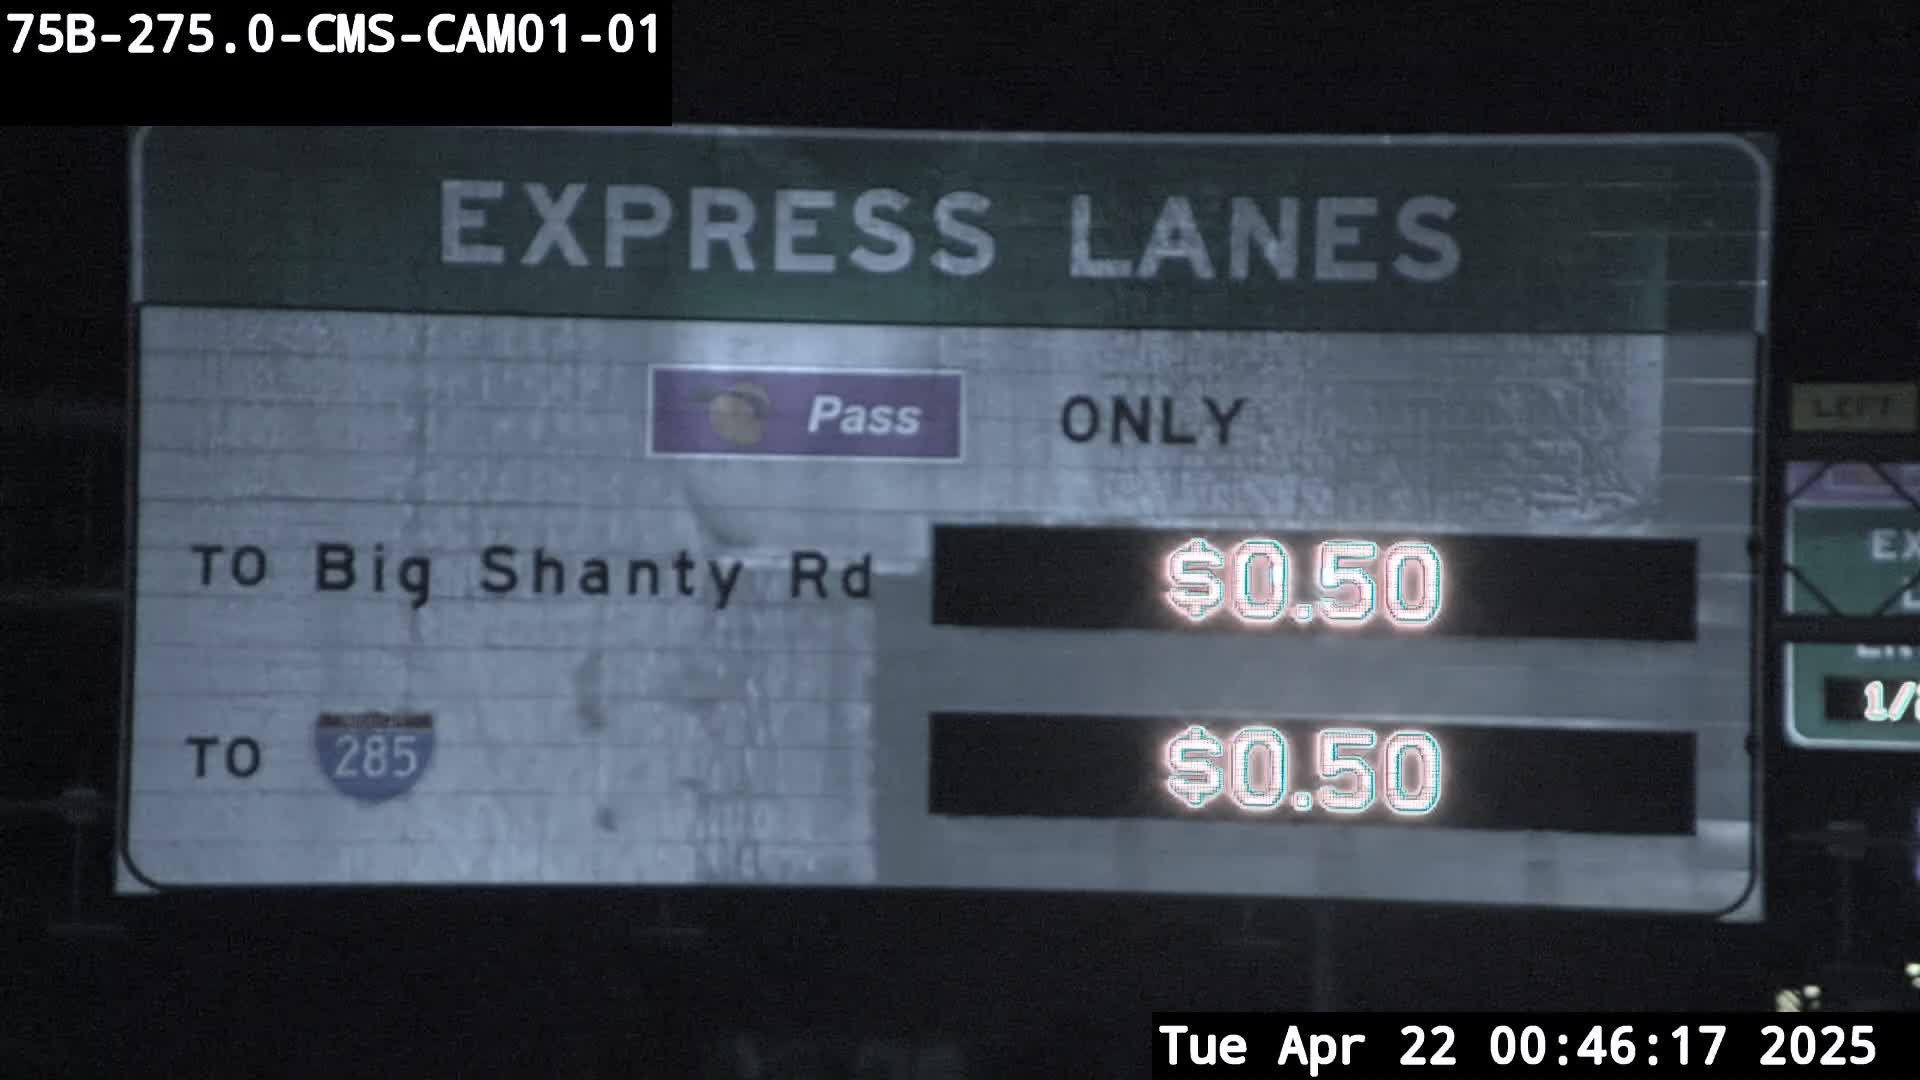 75B-275.0-CMS-CAM01-01
EXPRESS LANES
Pass ONLY
TO Big Shanty Rd $0.50
TO 285 $0.50
LEFT
Tue Apr 22 00:46:17 2025